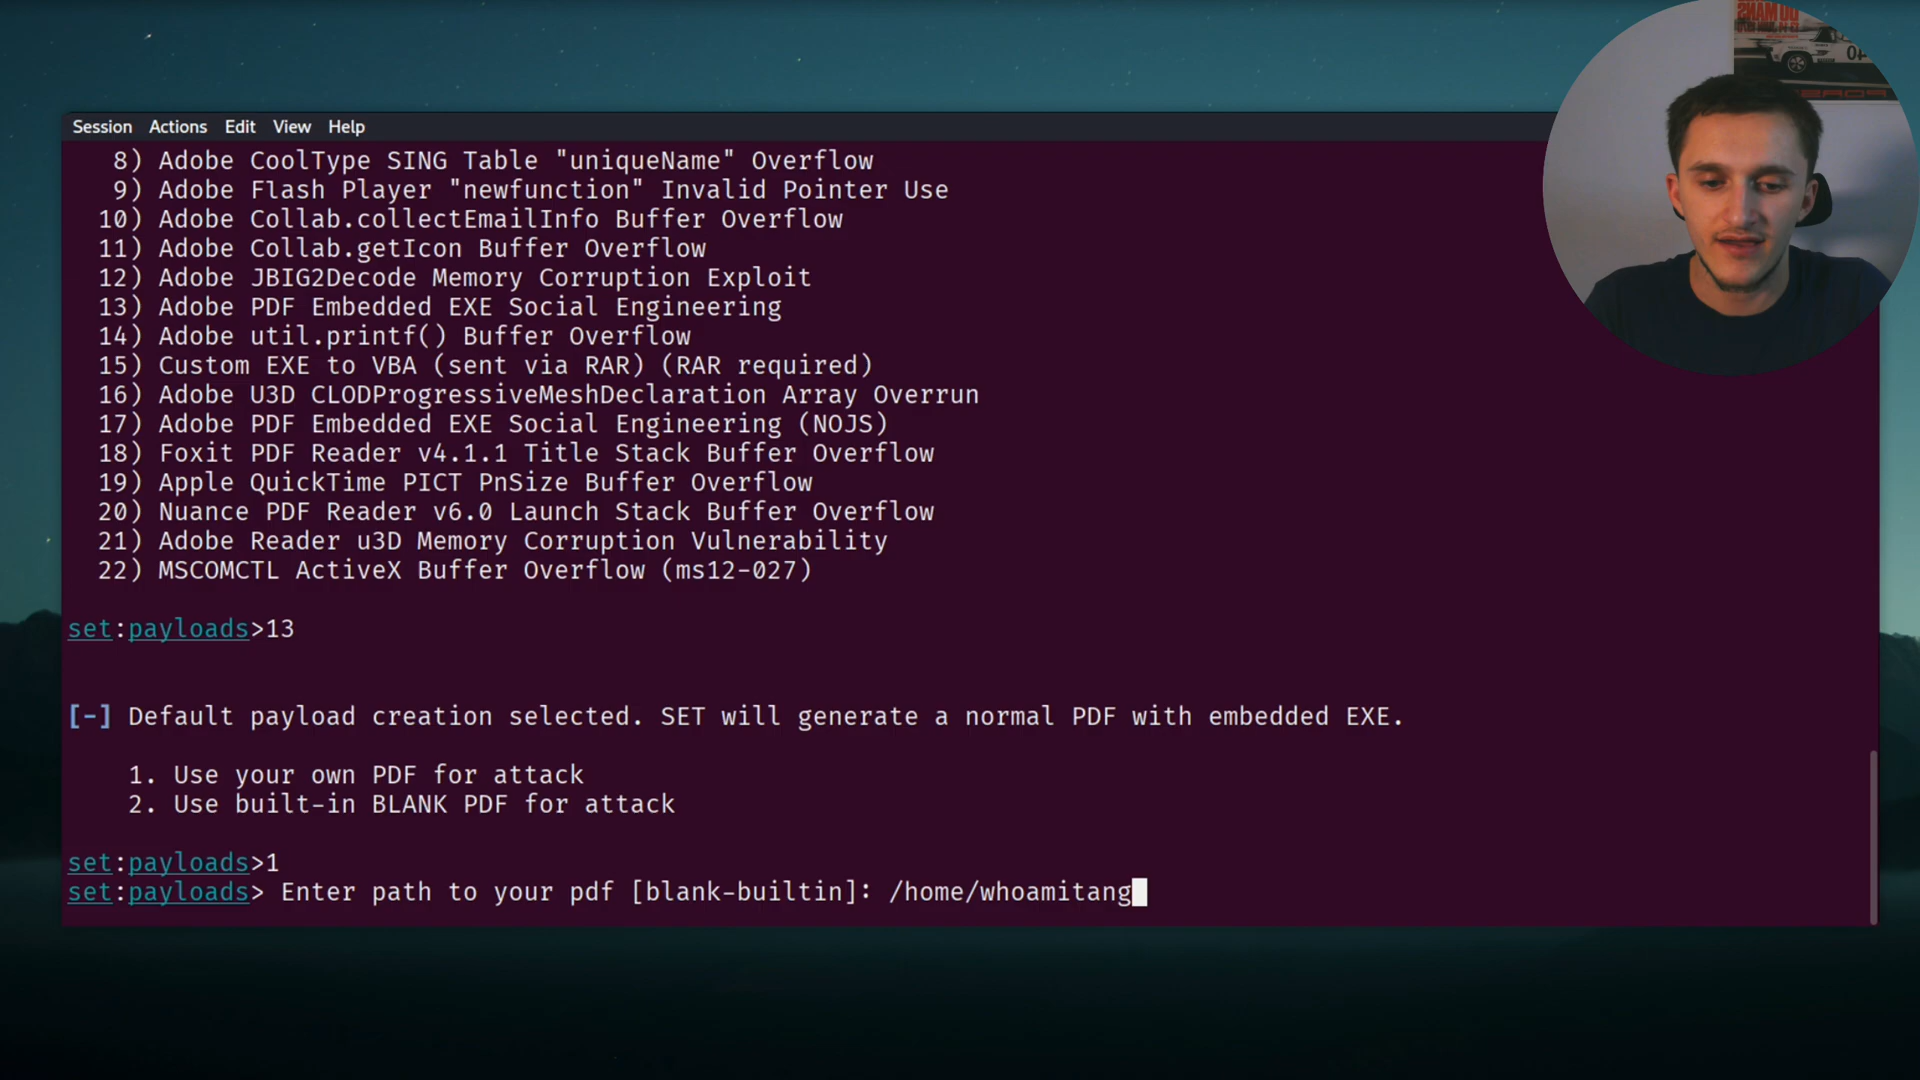 Session Actions Edit View Help
8) Adobe CoolType SING Table "uniqueName" Overflow
9) Adobe Flash Player "newfunction" Invalid Pointer Use
10) Adobe Collab.collectEmailInfo Buffer Overflow
11) Adobe Collab.getIcon Buffer Overflow
12) Adobe JBIG2Decode Memory Corruption Exploit
13) Adobe PDF Embedded EXE Social Engineering
14) Adobe util.printf() Buffer Overflow
15) Custom EXE to VBA (sent via RAR) (RAR required)
16) Adobe U3D CLODProgressiveMeshDeclaration Array Overrun
17) Adobe PDF Embedded EXE Social Engineering (NOJS)
18) Foxit PDF Reader v4.1.1 Title Stack Buffer Overflow
19) Apple QuickTime PICT PnSize Buffer Overflow
20) Nuance PDF Reader v6.0 Launch Stack Buffer Overflow
21) Adobe Reader u3D Memory Corruption Vulnerability
22) MSCOMCTL ActiveX Buffer Overflow (ms12-027)
set:payloads>13
[-] Default payload creation selected. SET will generate a normal PDF with embedded EXE.
1. Use your own PDF for attack
2. Use built-in BLANK PDF for attack
set:payloads>1
set:payloads> Enter path to your pdf [blank-builtin]: /home/whoamitang